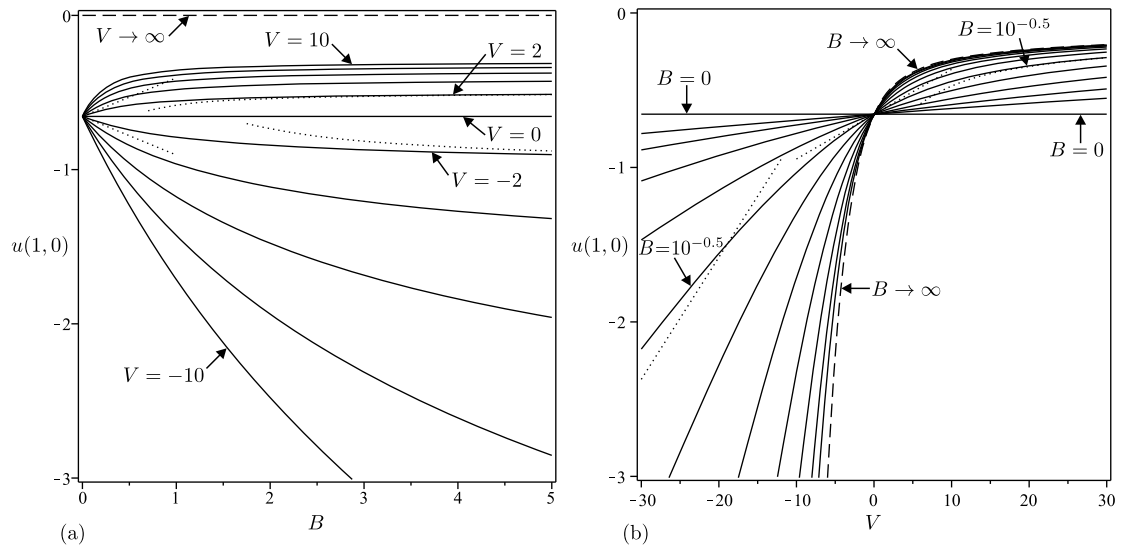 0
V → ∞
V = 10
V = 2
V = 0
-1
V = −2
u(1, 0)
-2
V = −10
-3
0 1 2 3 4 5
B
(a)
0
B=10^{−0.5}
B → ∞
B = 0
B = 0
-1
u(1, 0)
B=10^{−0.5}
B → ∞
-2
-3
−30 −20 −10 0 10 20 30
V
(b)